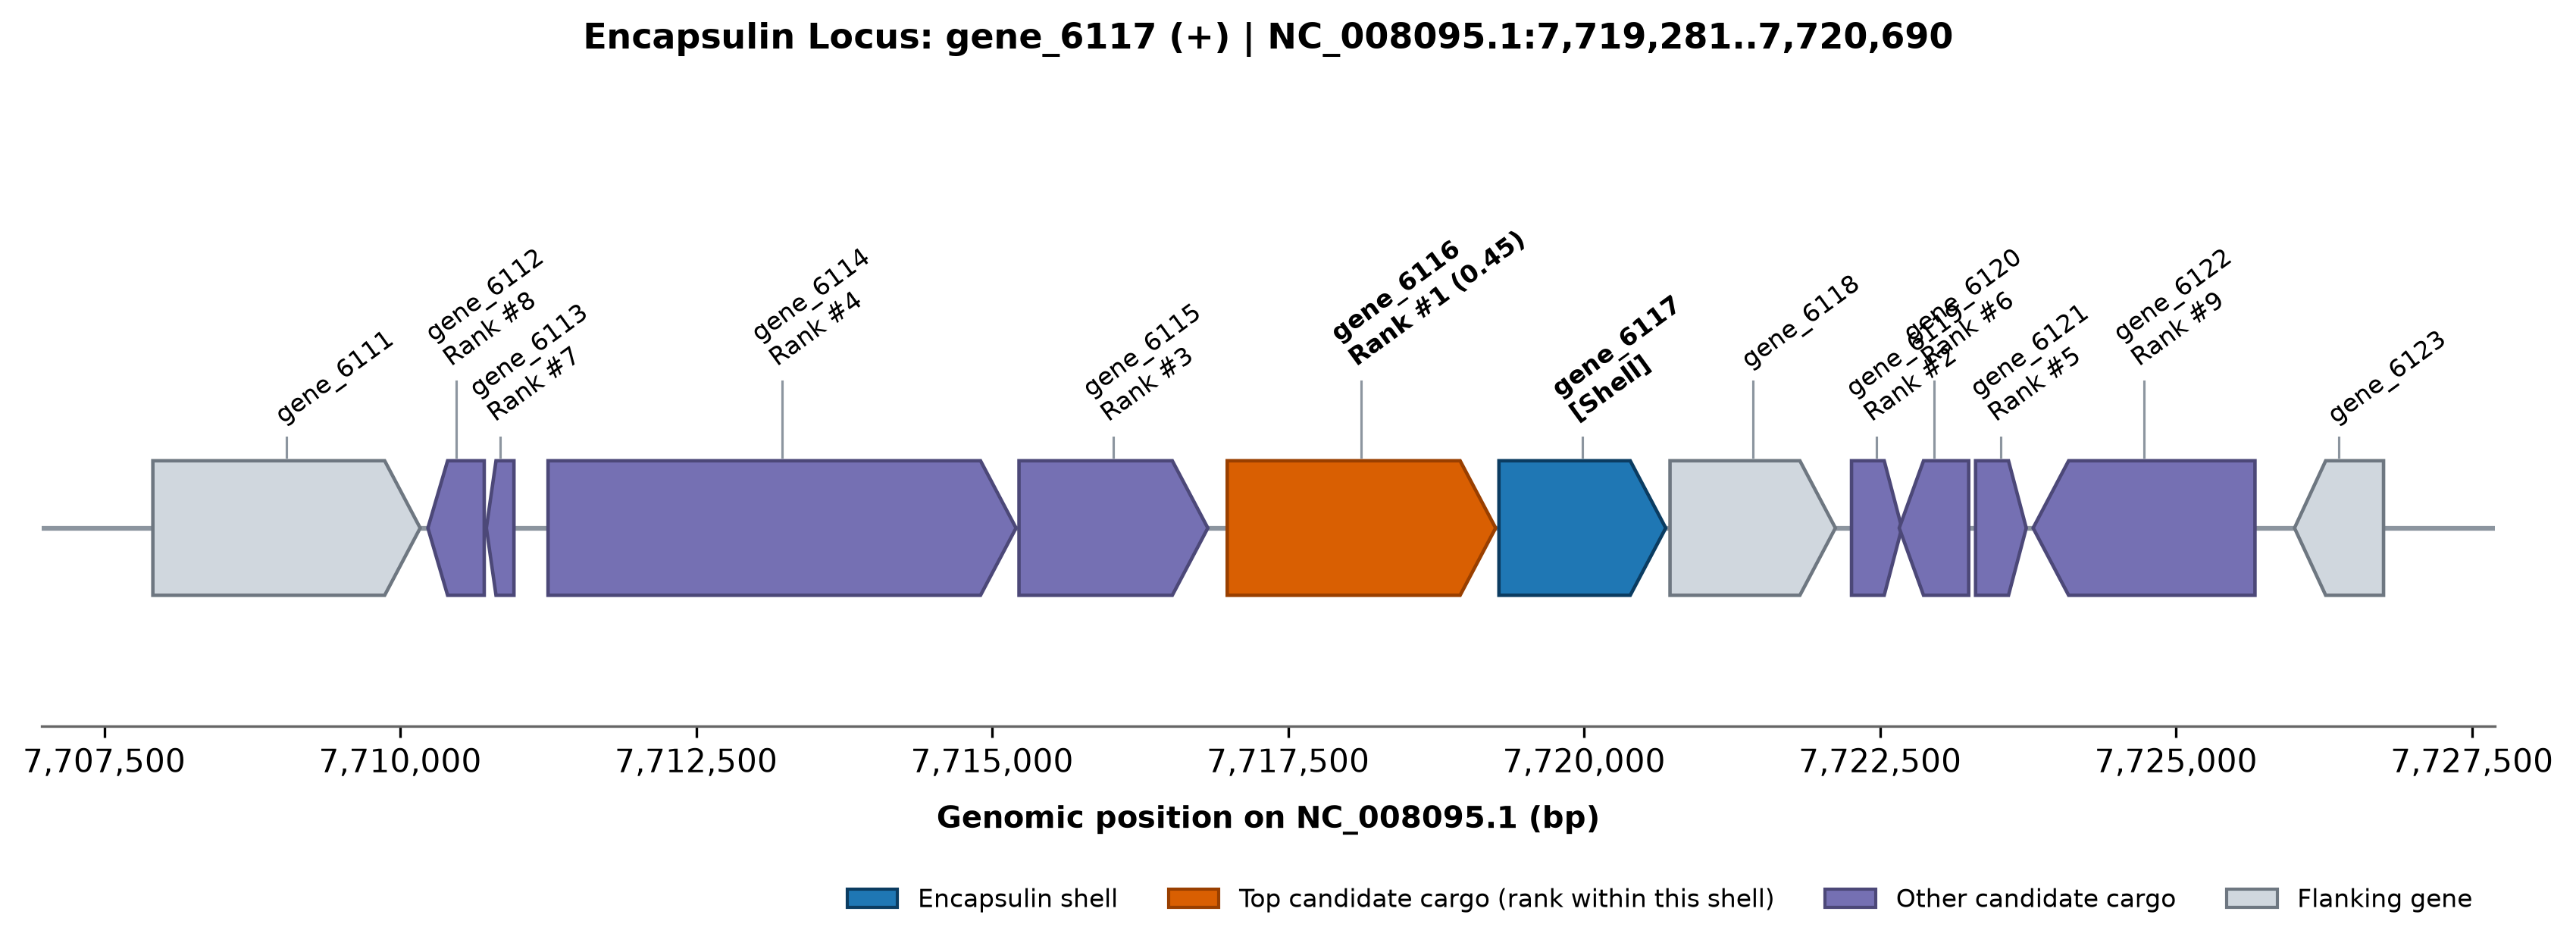 Encapsulin Locus: gene_6117 (+) | NC_008095.1:7,719,281..7,720,690
gene_6111
gene_6112
Rank #8
gene_6113
Rank #7
gene_6114
Rank #4
gene_6115
Rank #3
gene_6116
Rank #1 (0.45)
gene_6117
[Shell]
gene_6118
gene_6119
Rank #2
gene_6120
Rank #6
gene_6121
Rank #5
gene_6122
Rank #9
gene_6123
7,707,500
7,710,000
7,712,500
7,715,000
7,717,500
7,720,000
7,722,500
7,725,000
7,727,500
Genomic position on NC_008095.1 (bp)
Encapsulin shell
Top candidate cargo (rank within this shell)
Other candidate cargo
Flanking gene